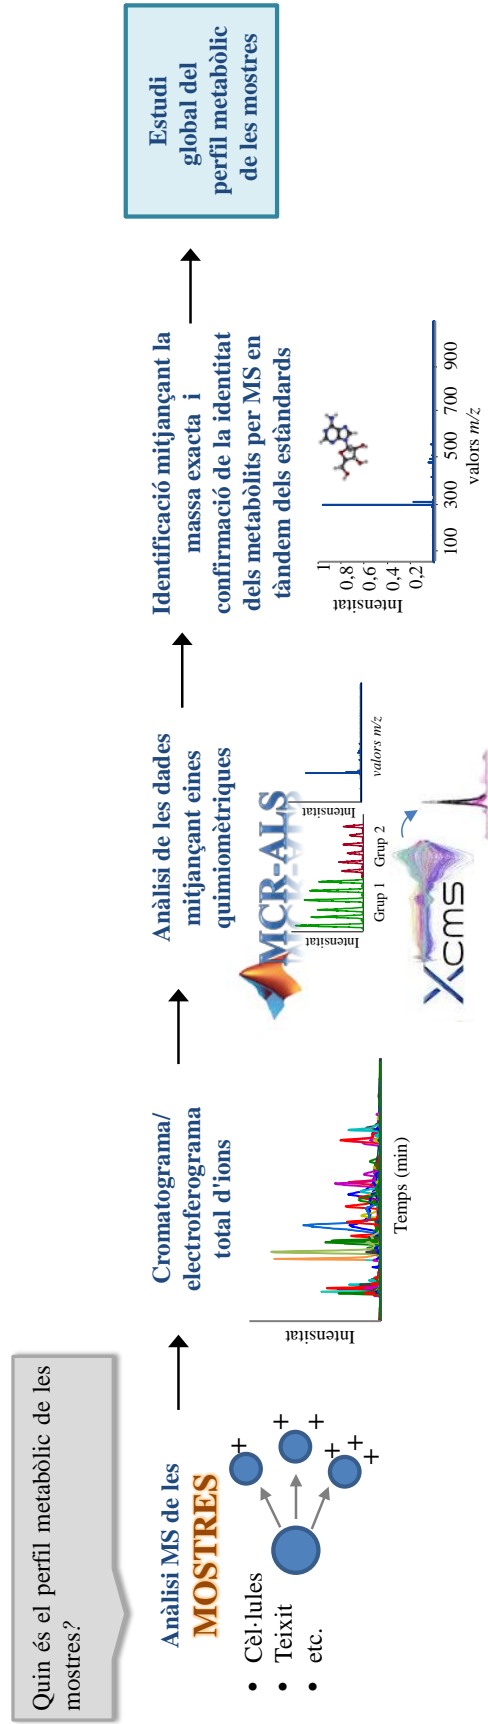 Quin és el perfil metabòlic de les
mostres?
Anàlisi MS de les
MOSTRES
• Cèl·lules
• Teixit
• etc.
+
+
+
+
+
+
Cromatograma/
electroferograma
total d'ions
Intensitat
Temps (min)
Anàlisi de les dades
mitjançant eines
quimiomètriques
MCR-ALS
Intensitat
Grup 1
Grup 2
Intensitat
valors m/z
XCMS
Identificació mitjançant la
massa exacta i
confirmació de la identitat
dels metabòlits per MS en
tàndem dels estàndards
Intensitat
1
0,8
0,6
0,4
0,2
100
300
500
700
900
valors m/z
Estudi
global del
perfil metabòlic
de les mostres